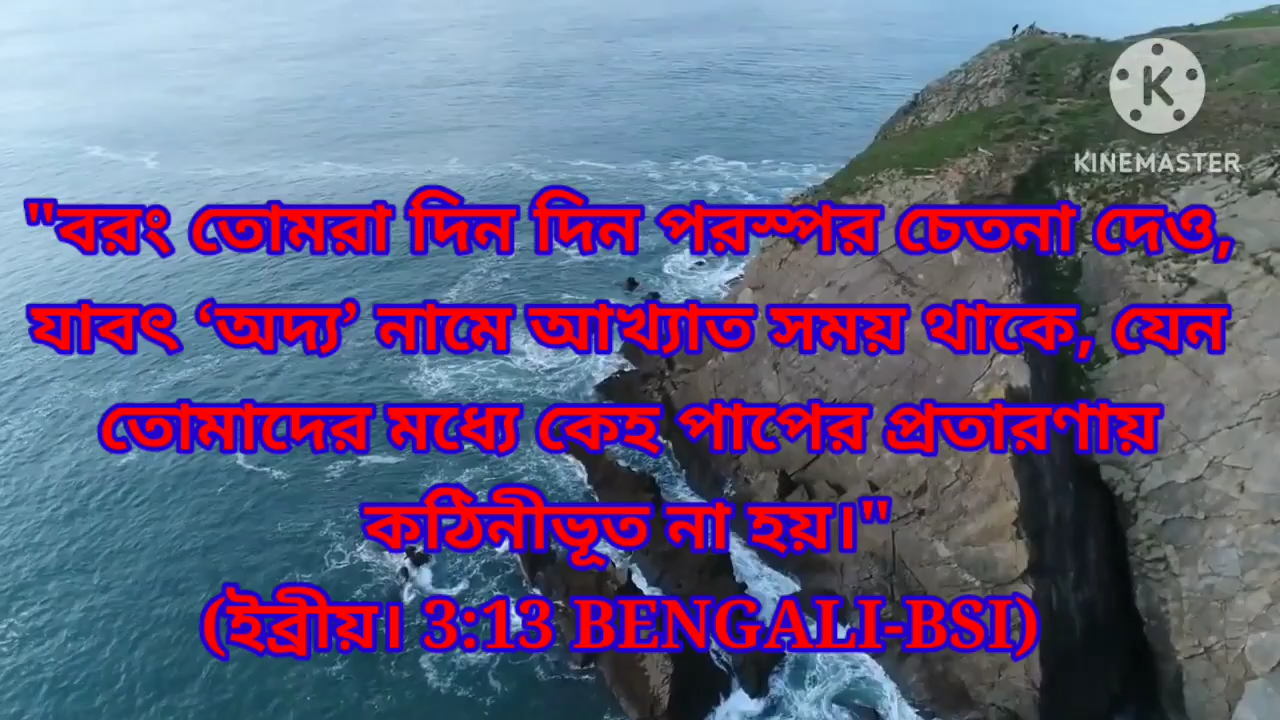 K
KINEMASTER
"বরং তোমরা দিন দিন পরস্পর চেতনা দেও,
যাবৎ ‘অদ্য’ নামে আখ্যাত সময় থাকে, যেন
তোমাদের মধ্যে কেহ পাপের প্রতারণায়
কঠিনীভূত না হয়।"
(ইব্রীয়। 3:13 BENGALI-BSI)